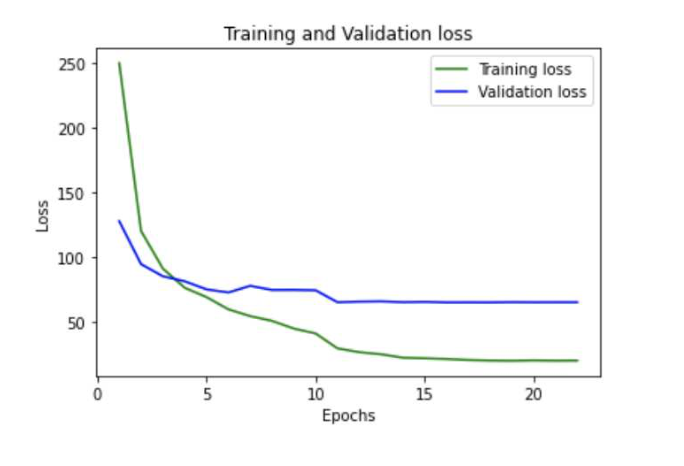 Training and Validation loss
250
200
150
100
50
Loss
Training loss
Validation loss
0 5 10 15 20
Epochs